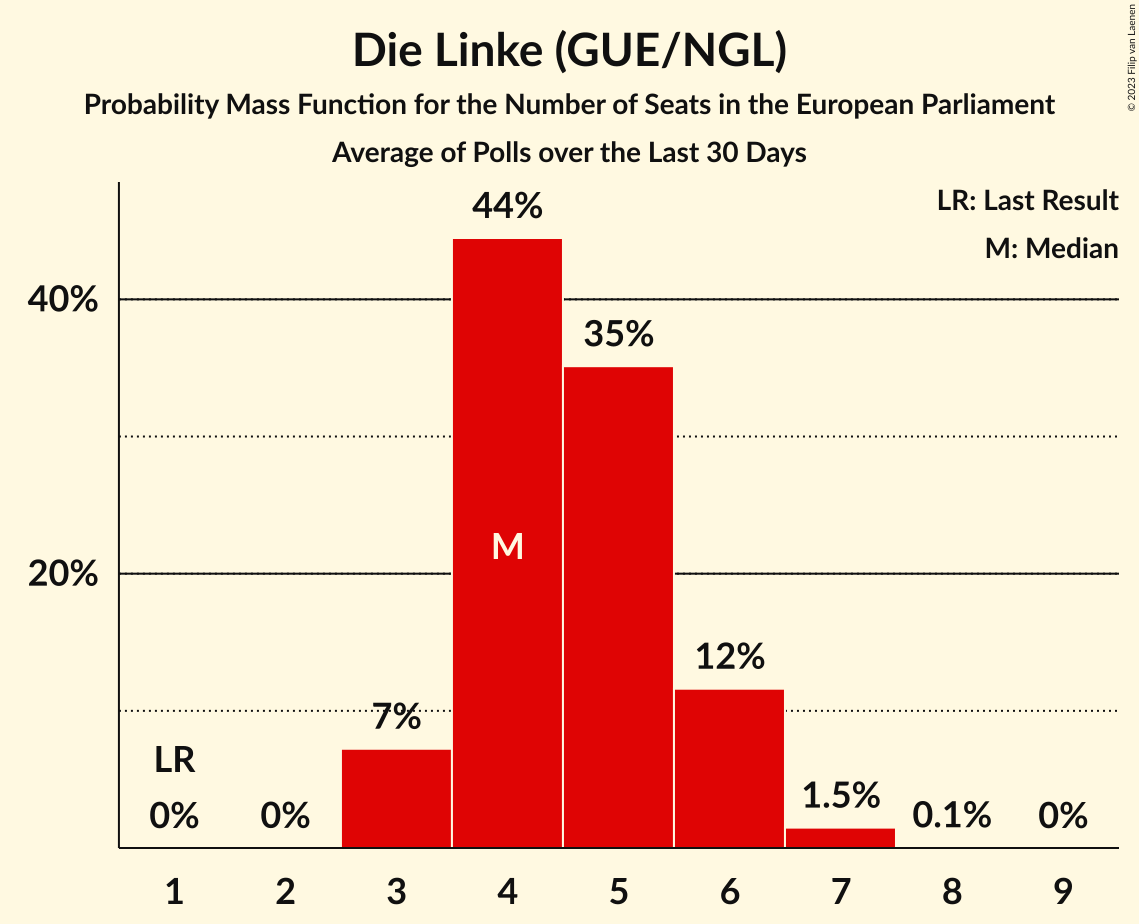 Die Linke (GUE/NGL)
Probability Mass Function for the Number of Seats in the European Parliament
Average of Polls over the Last 30 Days
© 2023 Filip van Laenen
LR: Last Result
M: Median
44%
40%
35%
M
20%
12%
7%
LR
0%
0%
1.5%
0.1%
0%
1 2 3 4 5 6 7 8 9